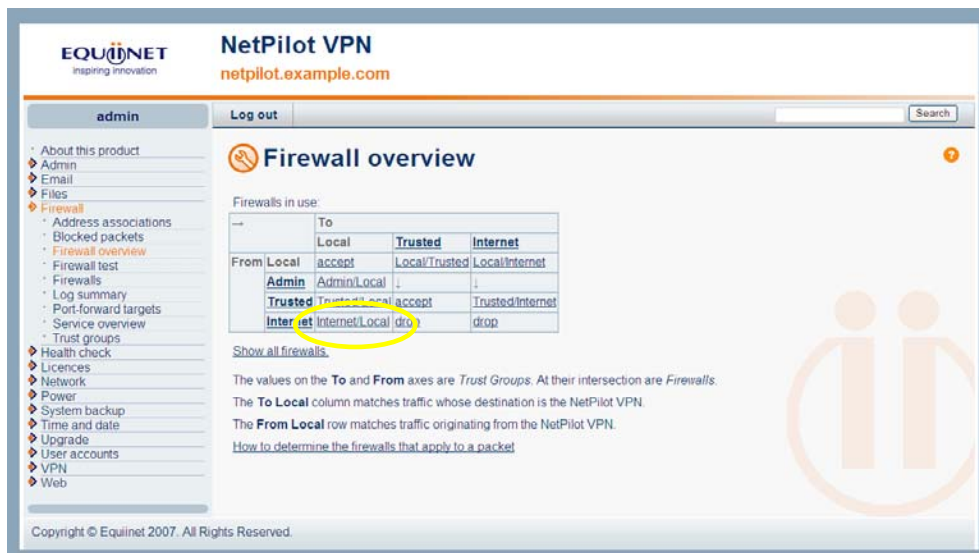 EQUiiNET
inspiring innovation
NetPilot VPN
netpilot.example.com
admin
Log out
Search
About this product
Admin
Email
Files
Firewall
Address associations
Blocked packets
Firewall overview
Firewall test
Firewalls
Log summary
Port-forward targets
Service overview
Trust groups
Health check
Licences
Network
Power
System backup
Time and date
Upgrade
User accounts
VPN
Web
Firewall overview
?
Firewalls in use:
→ To
Local Trusted Internet
From Local accept Local/Trusted Local/Internet
Admin Admin/Local ↓ ↓
Trusted Trusted/Local accept Trusted/Internet
Internet Internet/Local drop drop
Show all firewalls.
The values on the To and From axes are Trust Groups. At their intersection are Firewalls.
The To Local column matches traffic whose destination is the NetPilot VPN.
The From Local row matches traffic originating from the NetPilot VPN.
How to determine the firewalls that apply to a packet
Copyright © Equiinet 2007. All Rights Reserved.